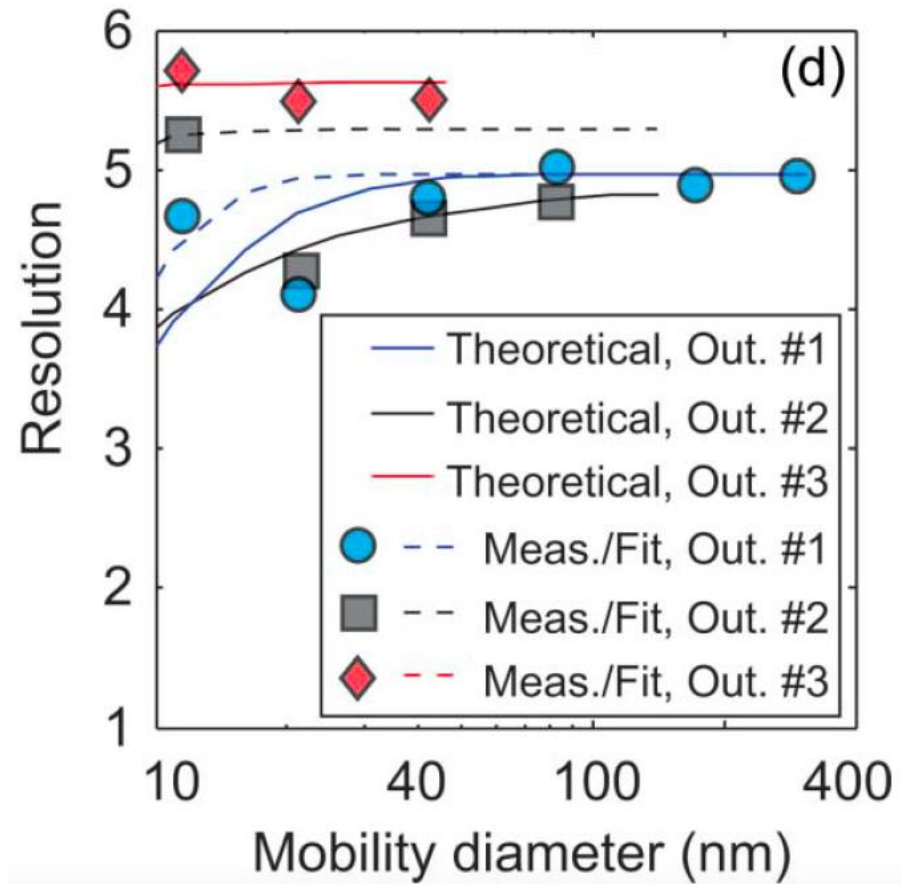 6
(d)
5
4
3
2
1
Resolution
Theoretical, Out. #1
Theoretical, Out. #2
Theoretical, Out. #3
Meas./Fit, Out. #1
Meas./Fit, Out. #2
Meas./Fit, Out. #3
10 40 100 400
Mobility diameter (nm)